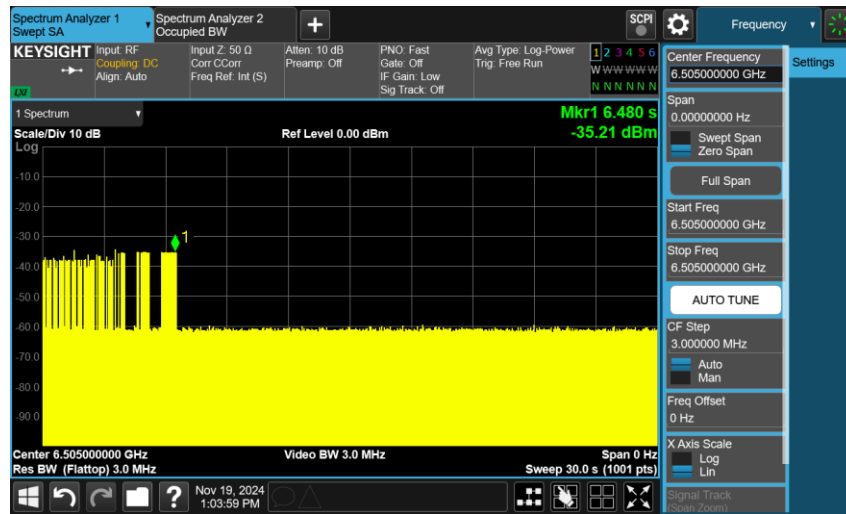 Spectrum Analyzer 1
Swept SA
Spectrum Analyzer 2
Occupied BW
+
SCPI
Frequency
KEYSIGHT
LXI
Input: RF
Coupling: DC
Align: Auto
Input Z: 50 Ω
Corr CCorr
Freq Ref: Int (S)
Atten: 10 dB
Preamp: Off
PNO: Fast
Gate: Off
IF Gain: Low
Sig Track: Off
Avg Type: Log-Power
Trig: Free Run
1 2 3 4 5 6
W W W W W W
N N N N N N
1 Spectrum
Scale/Div 10 dB
Log
Ref Level 0.00 dBm
Mkr1 6.480 s
-35.21 dBm
-10.0
-20.0
-30.0
-40.0
-50.0
-60.0
-70.0
-80.0
-90.0
1
Center 6.505000000 GHz
Res BW (Flattop) 3.0 MHz
Video BW 3.0 MHz
Span 0 Hz
Sweep 30.0 s (1001 pts)
?
Nov 19, 2024
1:03:59 PM
Center Frequency
6.505000000 GHz
Settings
Span
0.00000000 Hz
Swept Span
Zero Span
Full Span
Start Freq
6.505000000 GHz
Stop Freq
6.505000000 GHz
AUTO TUNE
CF Step
3.000000 MHz
Auto
Man
Freq Offset
0 Hz
X Axis Scale
Log
Lin
Signal Track
(Span Zoom)